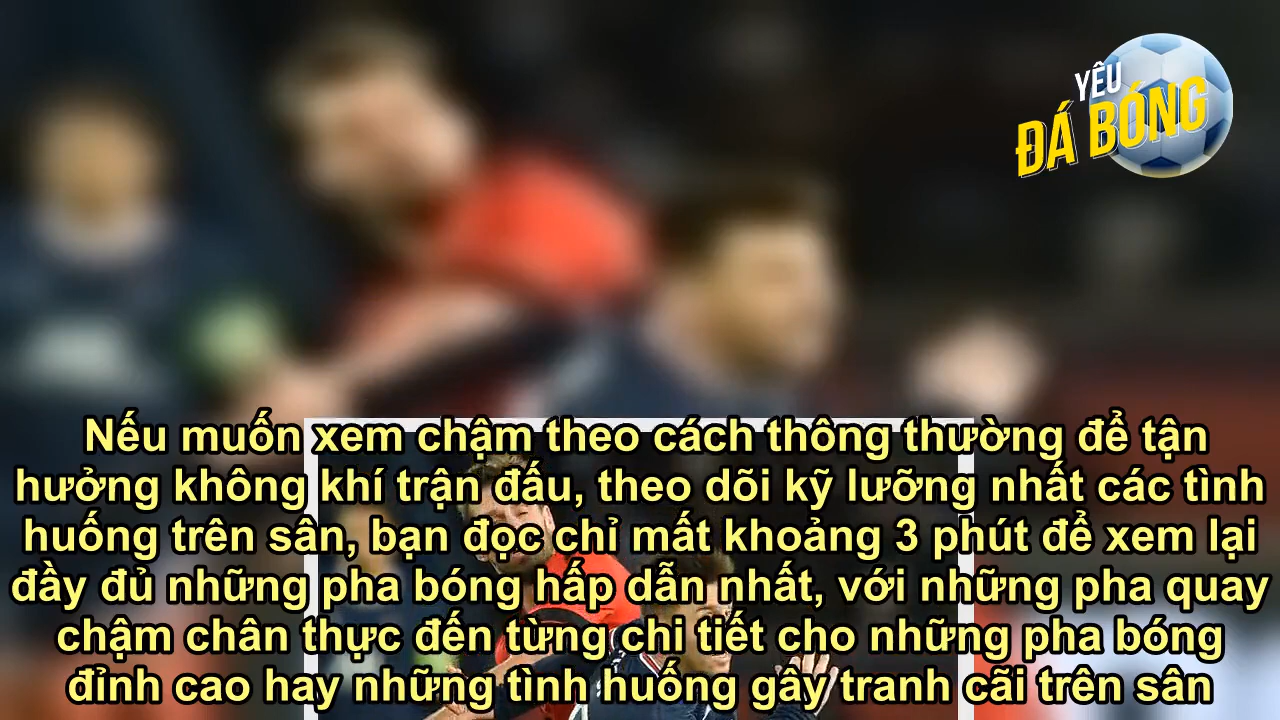 YÊU
ĐÁ BÓNG
Nếu muốn xem chậm theo cách thông thường để tận
hưởng không khí trận đấu, theo dõi kỹ lưỡng nhất các tình
huống trên sân, bạn đọc chỉ mất khoảng 3 phút để xem lại
đầy đủ những pha bóng hấp dẫn nhất, với những pha quay
chậm chân thực đến từng chi tiết cho những pha bóng
đỉnh cao hay những tình huống gây tranh cãi trên sân